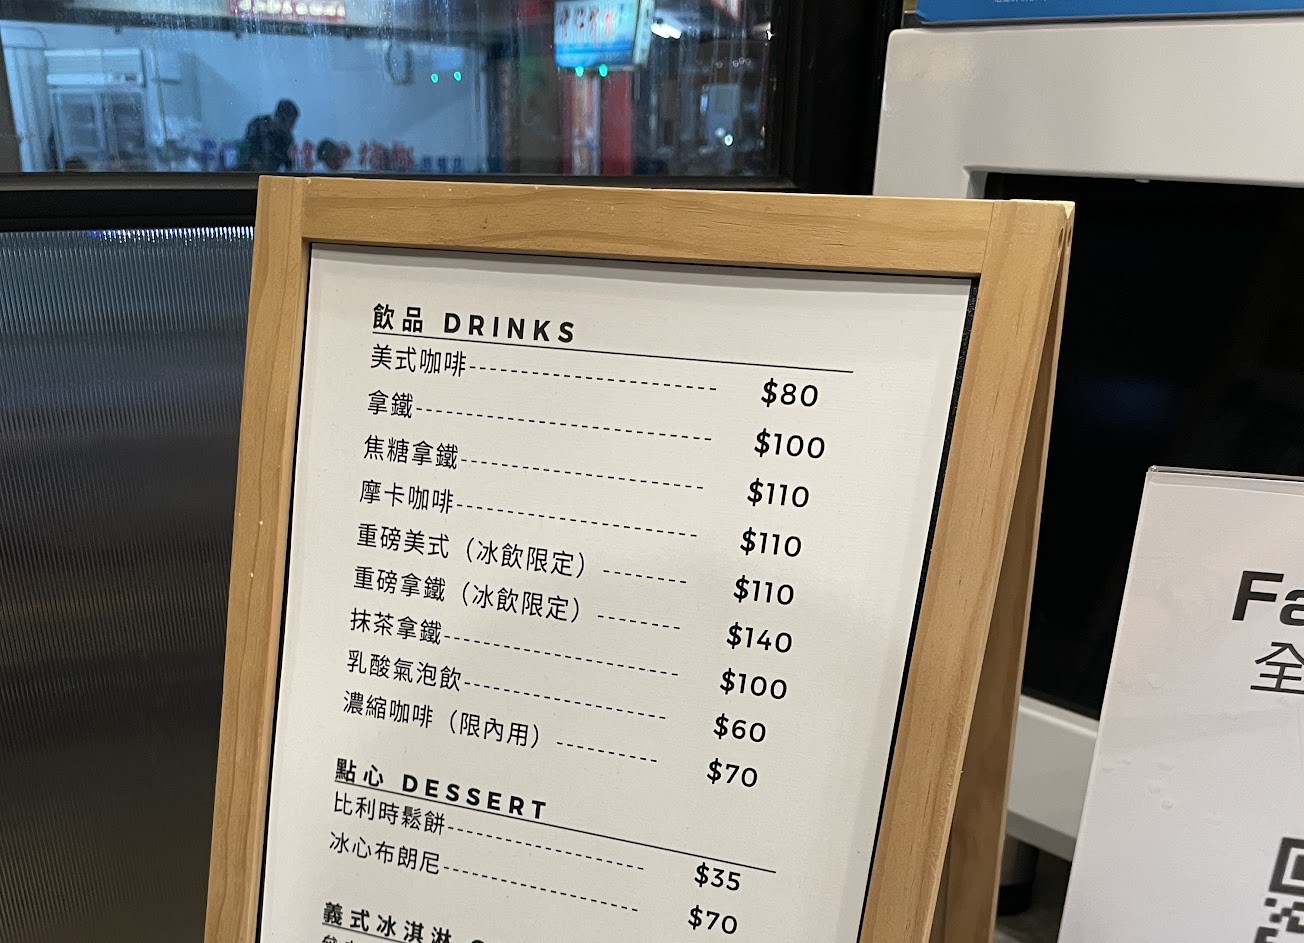 飲品 DRINKS
美式咖啡 $80
拿鐵 $100
焦糖拿鐵 $110
摩卡咖啡 $110
重磅美式（冰飲限定） $110
重磅拿鐵（冰飲限定） $140
抹茶拿鐵 $100
乳酸氣泡飲 $60
濃縮咖啡（限內用） $70
點心 DESSERT
比利時鬆餅 $35
冰心布朗尼 $70
義式冰淇淋
Fa
全